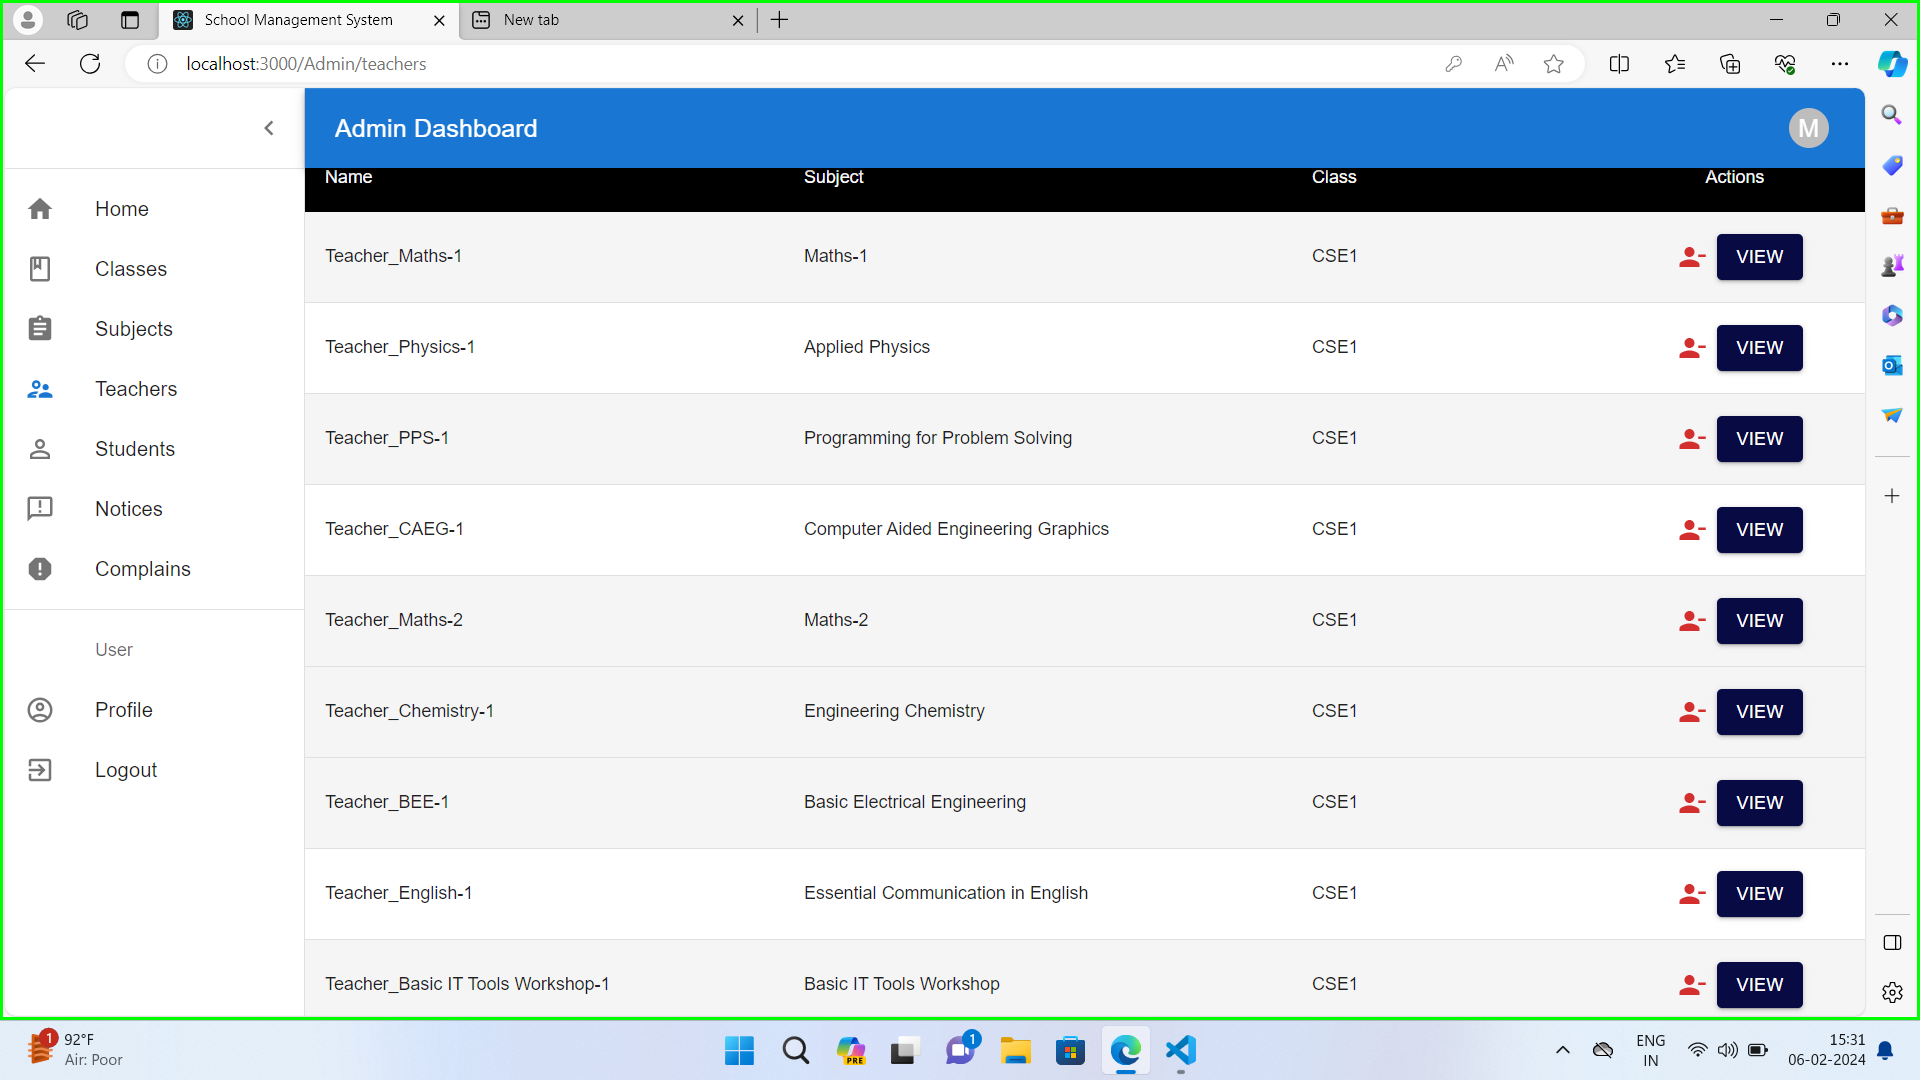 School Management System
New tab
localhost:3000/Admin/teachers
Admin Dashboard
M
Home
Classes
Subjects
Teachers
Students
Notices
Complains
User
Profile
Logout
Name Subject Class Actions
Teacher_Maths-1 Maths-1 CSE1 VIEW
Teacher_Physics-1 Applied Physics CSE1 VIEW
Teacher_PPS-1 Programming for Problem Solving CSE1 VIEW
Teacher_CAEG-1 Computer Aided Engineering Graphics CSE1 VIEW
Teacher_Maths-2 Maths-2 CSE1 VIEW
Teacher_Chemistry-1 Engineering Chemistry CSE1 VIEW
Teacher_BEE-1 Basic Electrical Engineering CSE1 VIEW
Teacher_English-1 Essential Communication in English CSE1 VIEW
Teacher_Basic IT Tools Workshop-1 Basic IT Tools Workshop CSE1 VIEW
1
92°F
Air: Poor
PRE
1
ENG
IN
15:31
06-02-2024